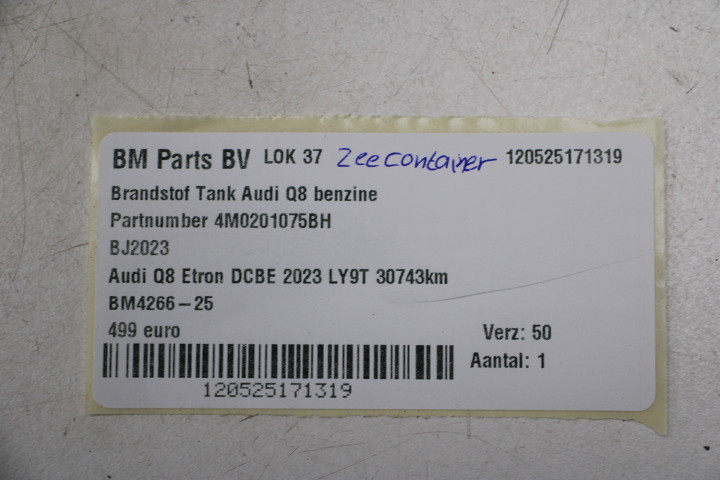 BM Parts BV LOK 37 Zeecontainer 120525171319
Brandstof Tank Audi Q8 benzine
Partnumber 4M0201075BH
BJ2023
Audi Q8 Etron DCBE 2023 LY9T 30743km
BM4266-25
499 euro Verz: 50
Aantal: 1
120525171319